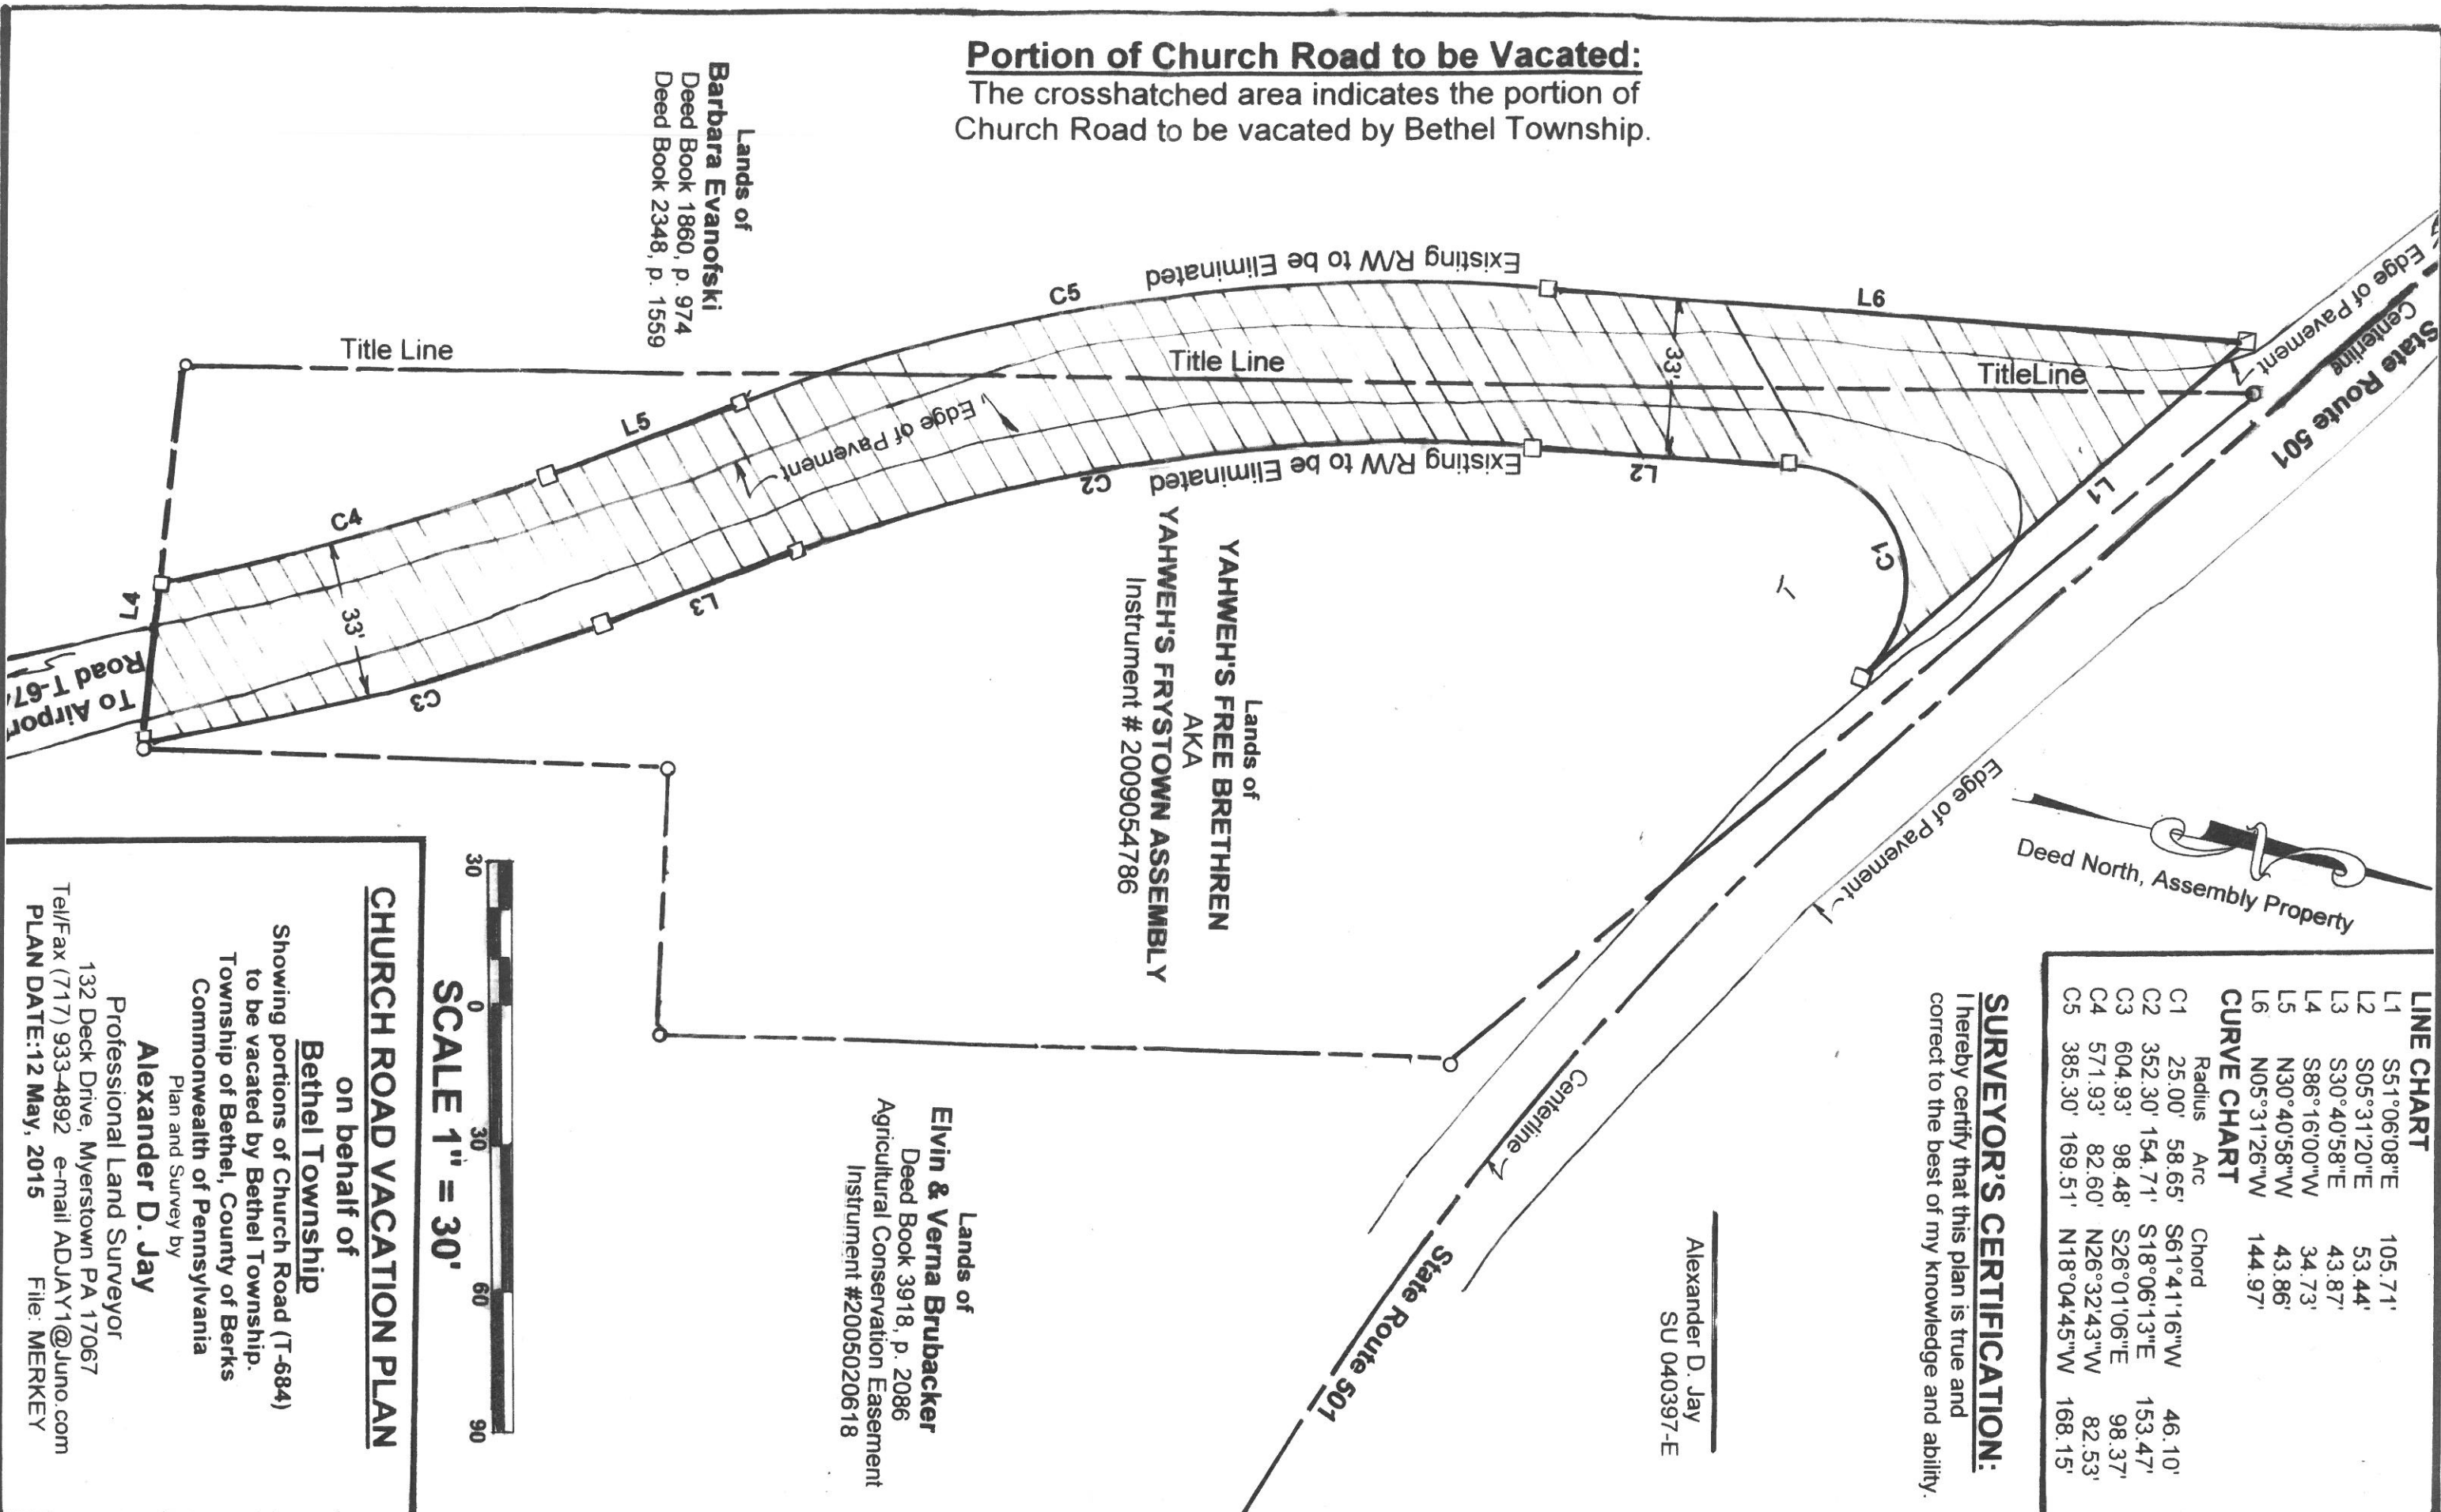 Portion of Church Road to be Vacated:
The crosshatched area indicates the portion of
Church Road to be vacated by Bethel Township.
Lands of
Barbara Evanofski
Deed Book 1860, p. 974
Deed Book 2348, p. 1559
Existing R/W to be Eliminated
C5
L6
Edge of Pavement
Centerline
State Route 501
Title Line
Title Line
TitleLine
33'
L5
Edge of Pavement
C4
L1
L2
Existing R/W to be Eliminated
C2
C1
L3
33'
L4
C3
Road
To
Lands of
YAHWEH'S FREE BRETHREN
AKA
YAHWEH'S FRYSTOWN ASSEMBLY
Instrument # 2009054786
Edge of Pavement
Deed North, Assembly Property
LINE CHART
L1 S51°06'08"E 105.71'
L2 S05°31'20"E 53.44'
L3 S30°40'58"E 43.87'
L4 S86°16'00"W 34.73'
L5 N30°40'58"W 43.86'
L6 N05°31'26"W 144.97'
CURVE CHART
Radius Arc Chord
C1 25.00' 58.65' S61°41'16"W 46.10'
C2 352.30' 154.71' S18°06'13"E 153.47'
C3 604.93' 98.48' S26°01'06"E 98.37'
C4 571.93' 82.60' N26°32'43"W 82.53'
C5 385.30' 169.51' N18°04'45"W 168.15'
SURVEYOR'S CERTIFICATION:
I hereby certify that this plan is true and
correct to the best of my knowledge and ability.
Alexander D. Jay
SU 040397-E
Centerline
State Route 501
Lands of
Elvin & Verna Brubacker
Deed Book 3918, p. 2086
Agricultural Conservation Easement
Instrument #2005020618
30 0 30 60 90
SCALE 1" = 30'
CHURCH ROAD VACATION PLAN
on behalf of
Bethel Township
Showing portions of Church Road (T-684)
to be vacated by Bethel Township.
Township of Bethel, County of Berks
Commonwealth of Pennsylvania
Plan and Survey by
Alexander D. Jay
Professional Land Surveyor
132 Deck Drive, Myerstown PA 17067
Tel/Fax (717) 933-4892 e-mail ADJAY1@Juno.com
PLAN DATE:12 May, 2015 File: MERKEY